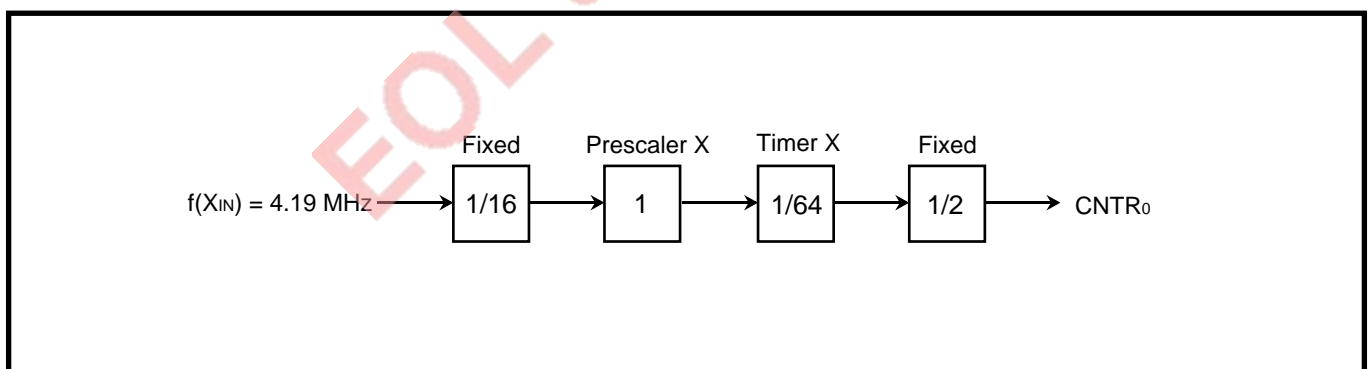 EOL
Fixed Prescaler X Timer X Fixed
f(XIN) = 4.19 MHz 1/16 1 1/64 1/2 CNTR0